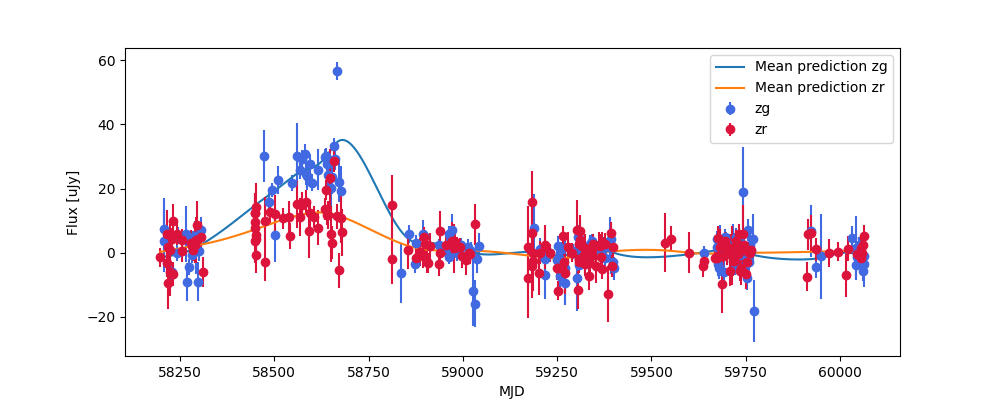 60
40
20
0
−20
Flux [uJy]
58250 58500 58750 59000 59250 59500 59750 60000
MJD
Mean prediction zg
Mean prediction zr
zg
zr